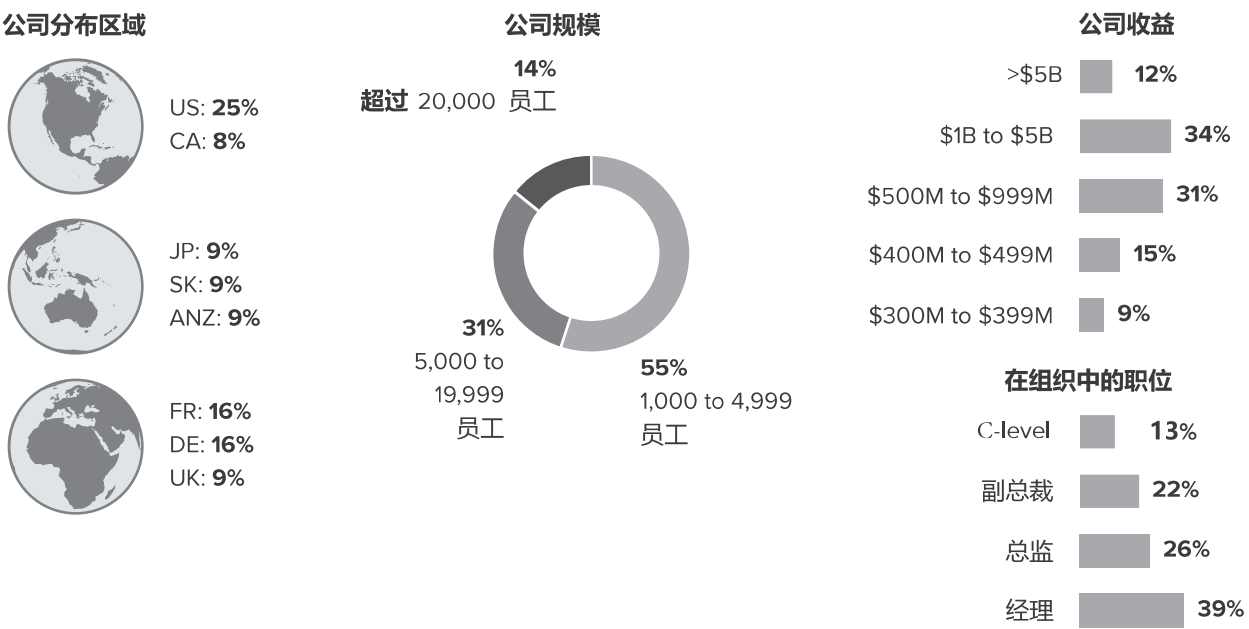 公司分布区域
US: 25%
CA: 8%
JP: 9%
SK: 9%
ANZ: 9%
FR: 16%
DE: 16%
UK: 9%
公司规模
14%
超过 20,000 员工
31%
5,000 to
19,999
员工
55%
1,000 to 4,999
员工
公司收益
>$5B 12%
$1B to $5B 34%
$500M to $999M 31%
$400M to $499M 15%
$300M to $399M 9%
在组织中的职位
C-level 13%
副总裁 22%
总监 26%
经理 39%